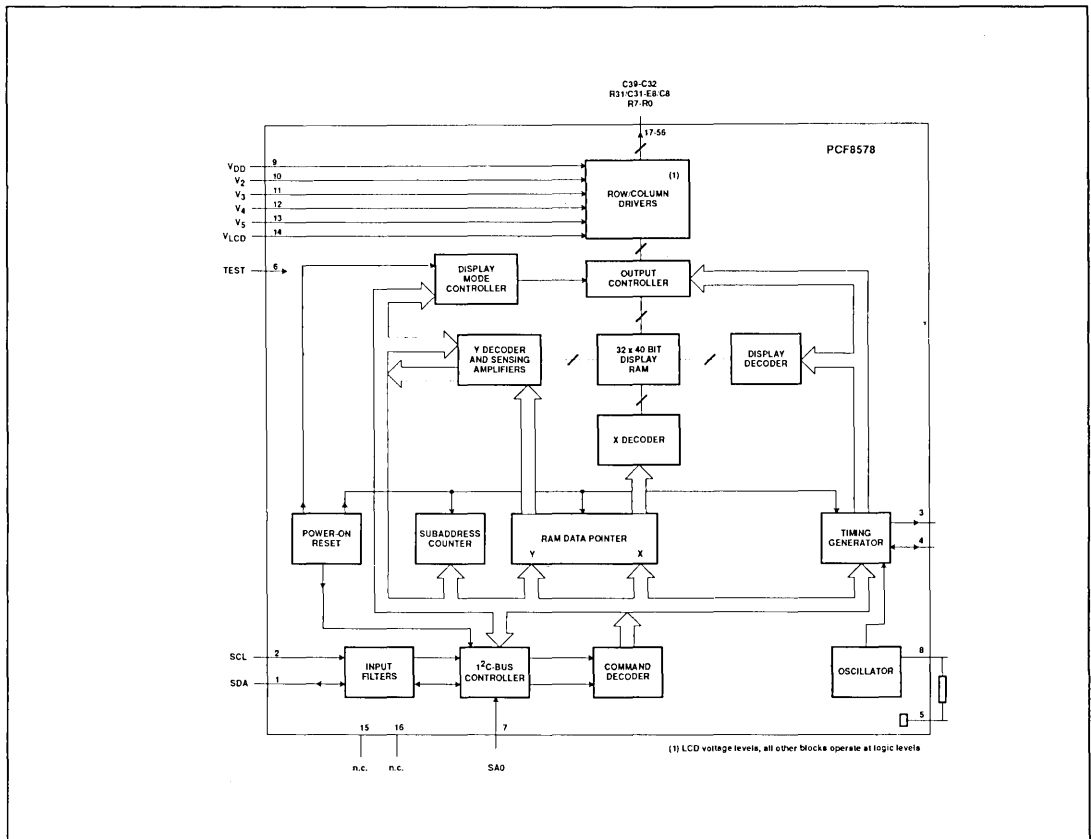 C39-C32
R31/C31-E8/C8
R7-R0
17-56
PCF8578
VDD 9
V2 10
V3 11
V4 12
V5 13
VLCD 14
(1)
ROW/COLUMN
DRIVERS
TEST 6
DISPLAY
MODE
CONTROLLER
OUTPUT
CONTROLLER
Y DECODER
AND SENSING
AMPLIFIERS
32 x 40 BIT
DISPLAY
RAM
DISPLAY
DECODER
X DECODER
POWER-ON
RESET
SUBADDRESS
COUNTER
RAM DATA POINTER
Y X
TIMING
GENERATOR
3
4
SCL 2
SDA 1
INPUT
FILTERS
1²C-BUS
CONTROLLER
COMMAND
DECODER
OSCILLATOR
8
5
15 16 7
n.c. n.c. SA0
(1) LCD voltage levels, all other blocks operate at logic levels